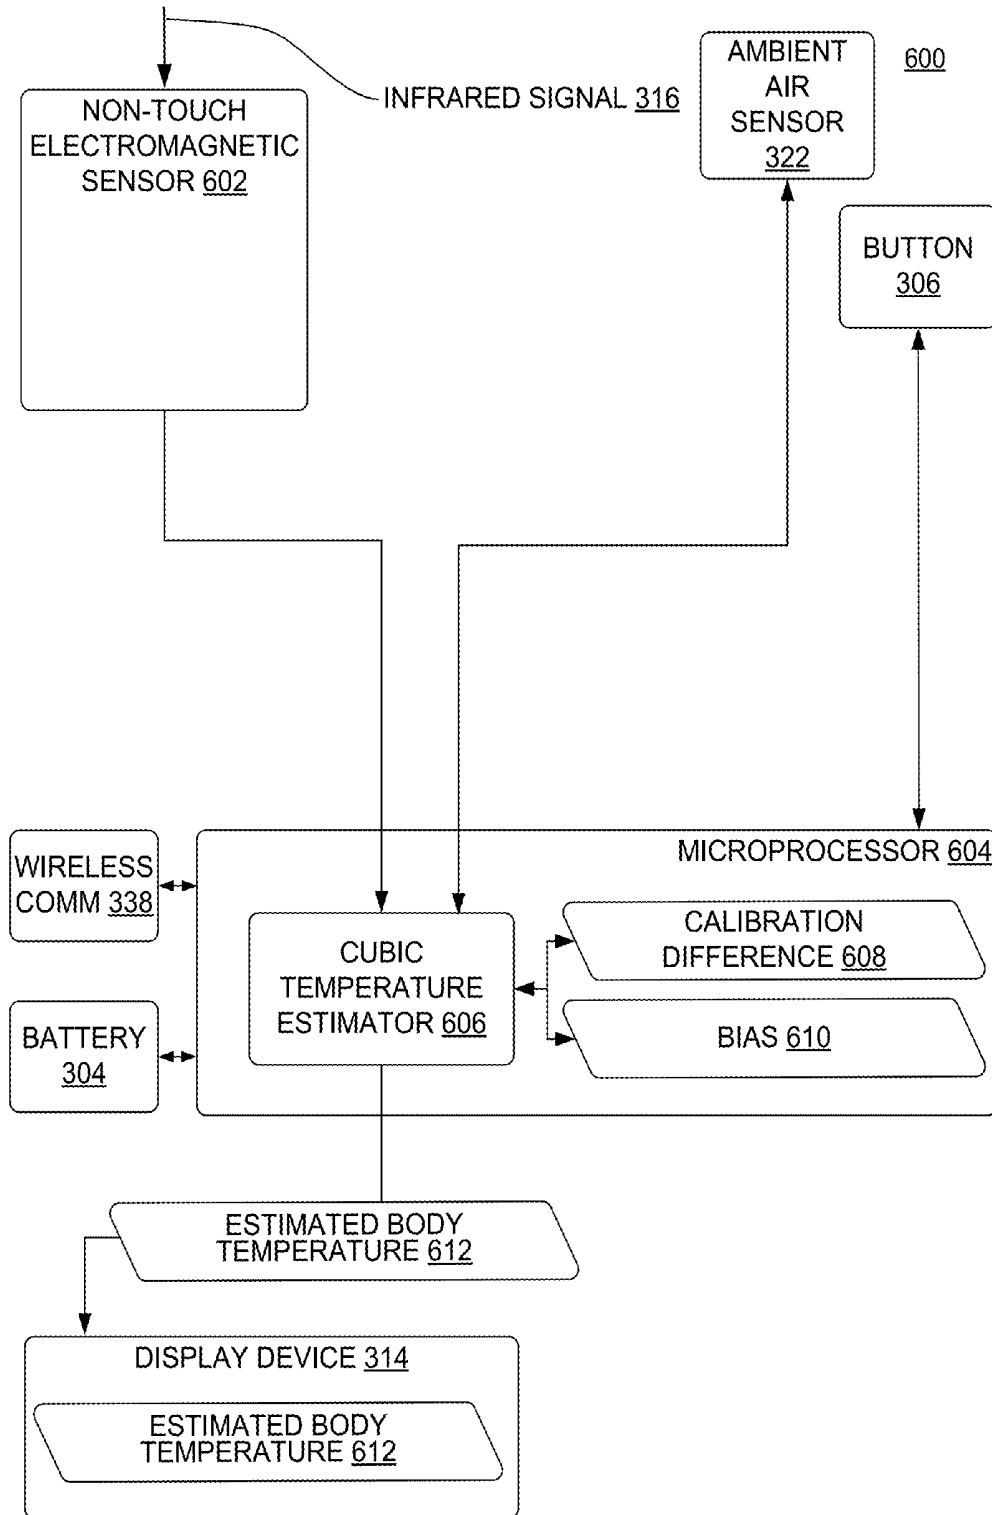 NON-TOUCH
ELECTROMAGNETIC
SENSOR 602
INFRARED SIGNAL 316
AMBIENT
AIR
SENSOR
322
600
BUTTON
306
WIRELESS
COMM 338
BATTERY
304
MICROPROCESSOR 604
CUBIC
TEMPERATURE
ESTIMATOR 606
CALIBRATION
DIFFERENCE 608
BIAS 610
ESTIMATED BODY
TEMPERATURE 612
DISPLAY DEVICE 314
ESTIMATED BODY
TEMPERATURE 612